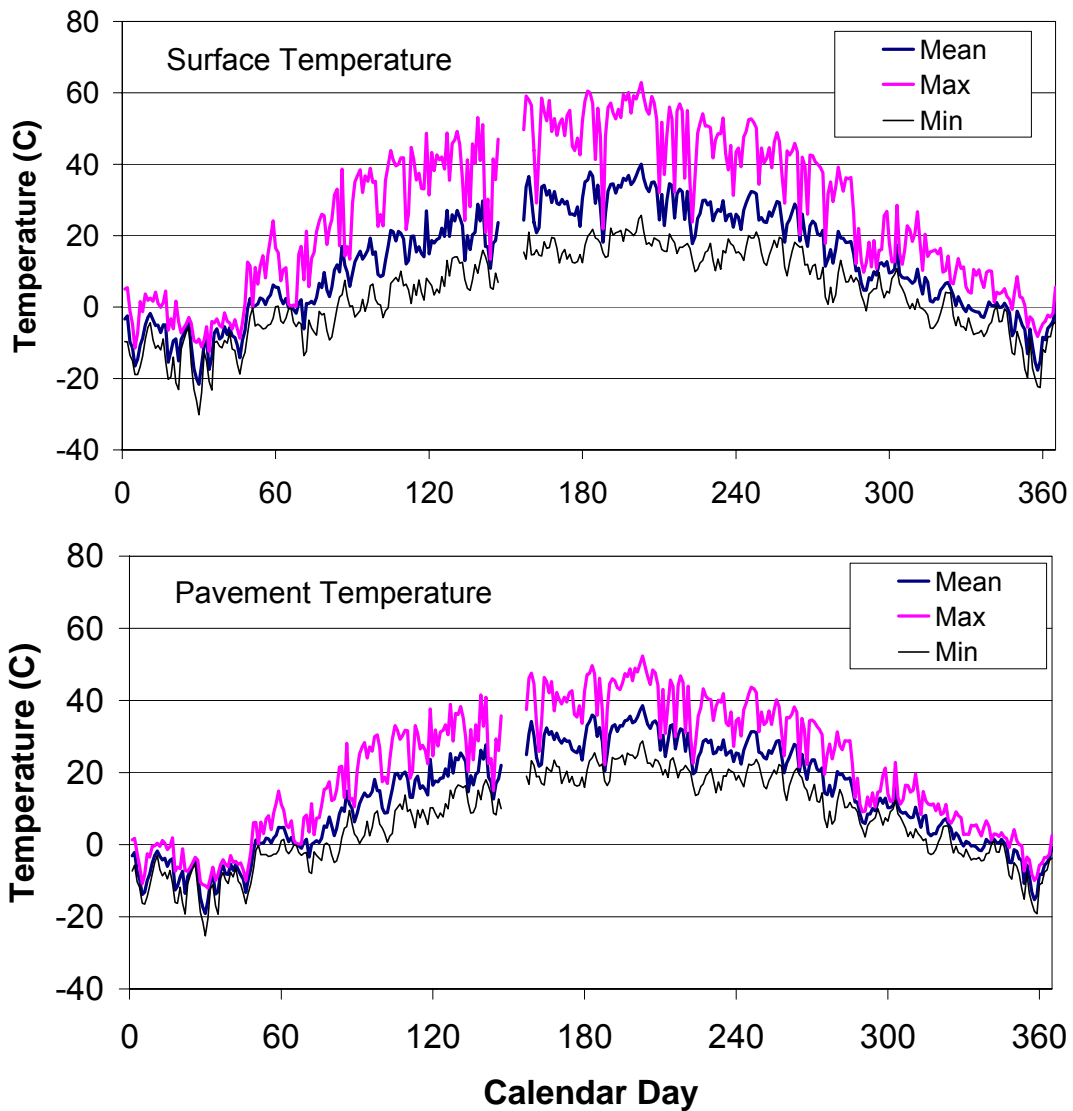 80
60
40
20
0
-20
-40
Temperature (C)
Surface Temperature
Mean
Max
Min
0 60 120 180 240 300 360
80
60
40
20
0
-20
-40
Temperature (C)
Pavement Temperature
Mean
Max
Min
0 60 120 180 240 300 360
Calendar Day